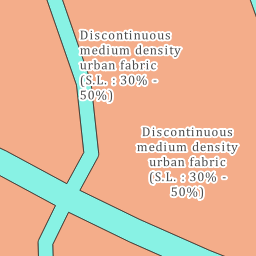 Discontinuous
medium density
urban fabric
(S.L. : 30% -
50%)
Discontinuous
medium density
urban fabric
(S.L. : 30% -
50%)